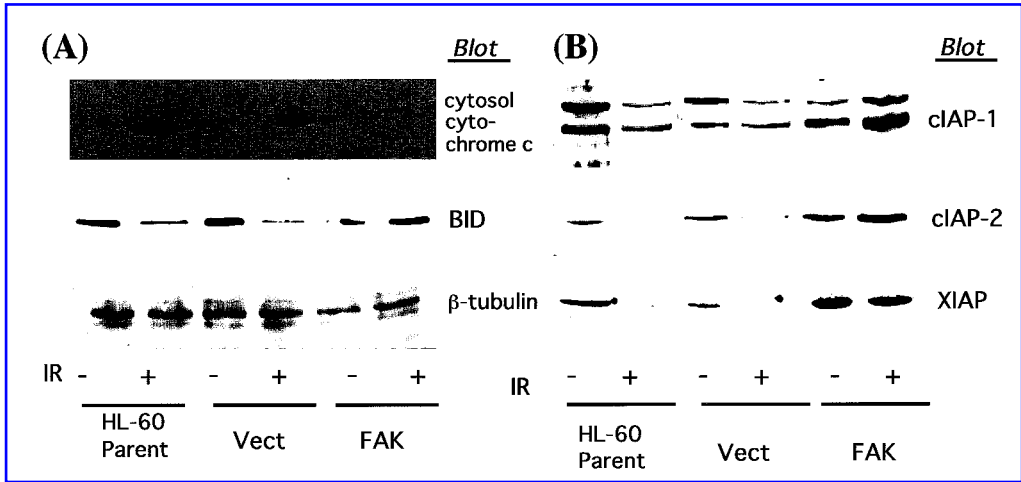 (A)
Blot
cytosol
cyto-
chrome c
BID
β-tubulin
IR - + - + - +
HL-60
Parent
Vect
FAK
(B)
Blot
cIAP-1
cIAP-2
XIAP
IR - + - + - +
HL-60
Parent
Vect
FAK